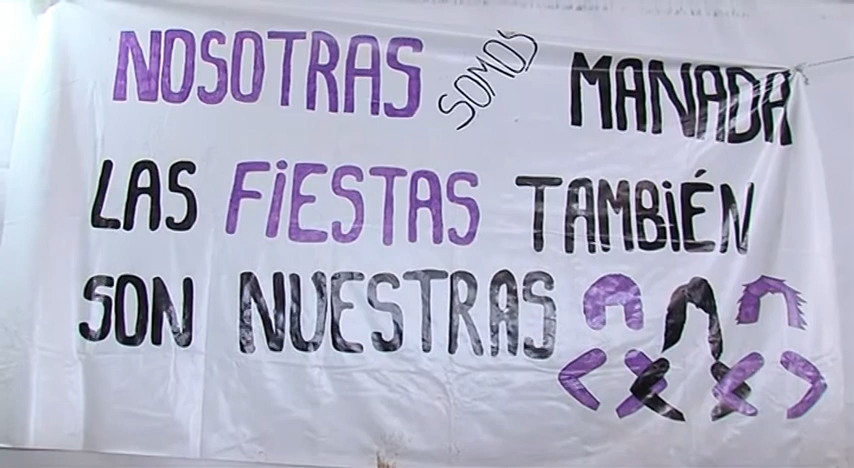 NOSOTRAS SOMOS MANADA
LAS FiESTAS TAMBiÉN
SON NUESTRAS